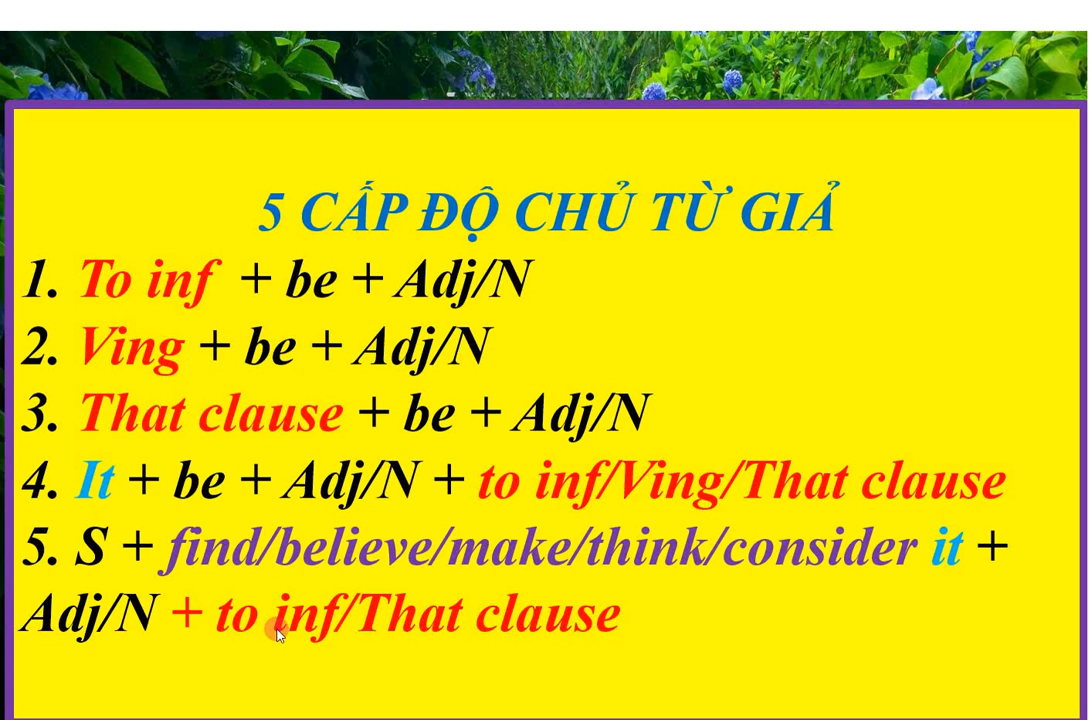 5 CẤP ĐỘ CHỦ TỪ GIẢ
1. To inf + be + Adj/N
2. Ving + be + Adj/N
3. That clause + be + Adj/N
4. It + be + Adj/N + to inf/Ving/That clause
5. S + find/believe/make/think/consider it +
Adj/N + to inf/That clause